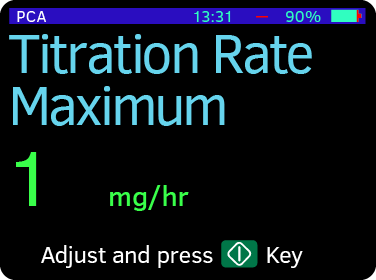 PCA 13:31 90%
Titration Rate
Maximum
1 mg/hr
Adjust and press Key